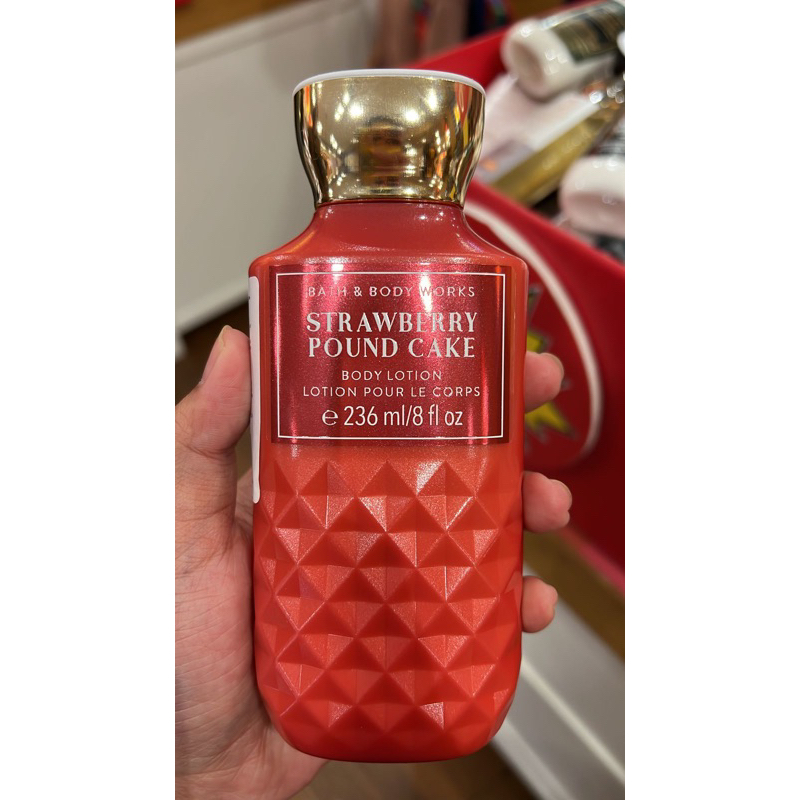 BATH & BODY WORKS
STRAWBERRY
POUND CAKE
BODY LOTION
LOTION POUR LE CORPS
℮ 236 ml/8 fl oz